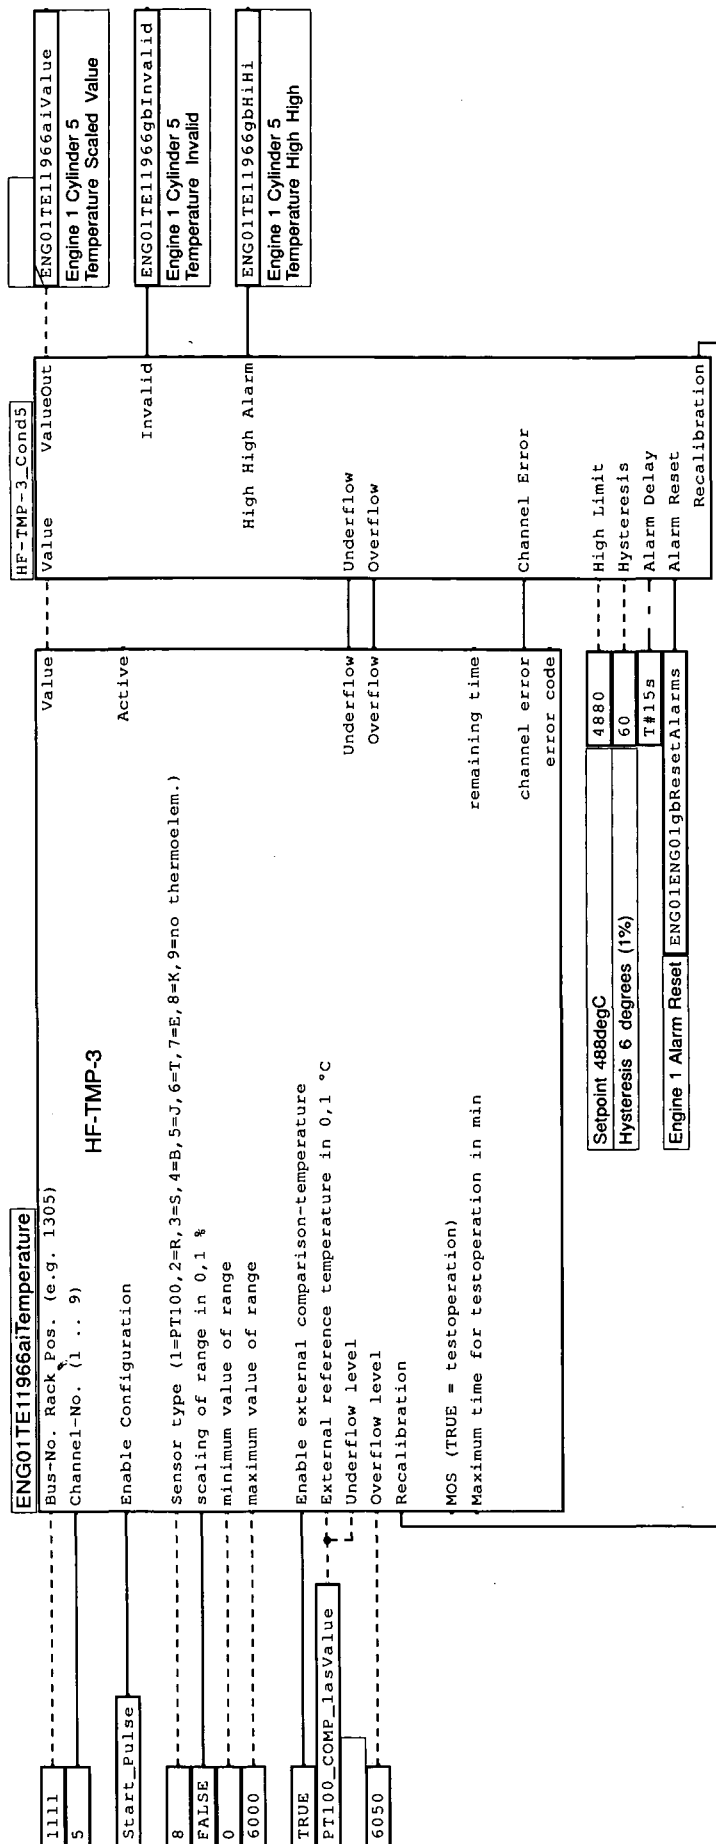 1111
5
Start_Pulse
8
FALSE
0
6000
TRUE
PT100_COMP_1asValue
6050
ENG01TE11966aiTemperature
Bus-No. Rack Pos. (e.g. 1305)
Channel-No. (1 .. 9)
HF-TMP-3
Enable Configuration
Sensor type (1=PT100,2=R,3=S,4=B,5=J,6=T,7=E,8=K,9=no thermoelem.)
scaling of range in 0,1 %
minimum value of range
maximum value of range
Enable external comparison-temperature
External reference temperature in 0,1 °C
Underflow level
Overflow level
Recalibration
MOS (TRUE = testoperation)
Maximum time for testoperation in min
Value
Active
Underflow
Overflow
remaining time
channel error
error code
Setpoint 488degC
4880
Hysteresis 6 degrees (1%)
60
T#15s
Engine 1 Alarm Reset
ENG01ENG01gbResetAlarms
HF-TMP-3_Cond5
Value
ValueOut
Invalid
High High Alarm
Underflow
Overflow
Channel Error
High Limit
Hysteresis
Alarm Delay
Alarm Reset
Recalibration
ENG01TE11966aiValue
Engine 1 Cylinder 5
Temperature Scaled Value
ENG01TE11966gbInvalid
Engine 1 Cylinder 5
Temperature Invalid
ENG01TE11966gbHiHi
Engine 1 Cylinder 5
Temperature High High